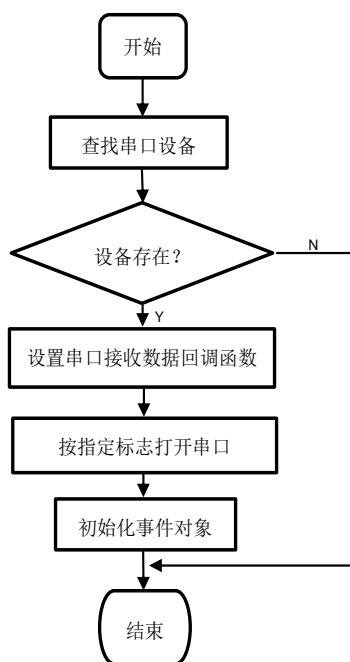 开始
查找串口设备
设备存在？
N
Y
设置串口接收数据回调函数
按指定标志打开串口
初始化事件对象
结束